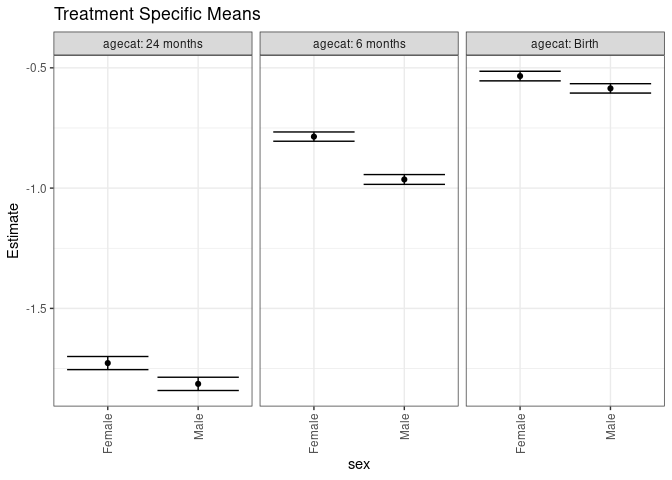 Treatment Specific Means
agecat: 24 months
agecat: 6 months
agecat: Birth
-0.5
-1.0
-1.5
Estimate
Female
Male
Female
Male
Female
Male
sex